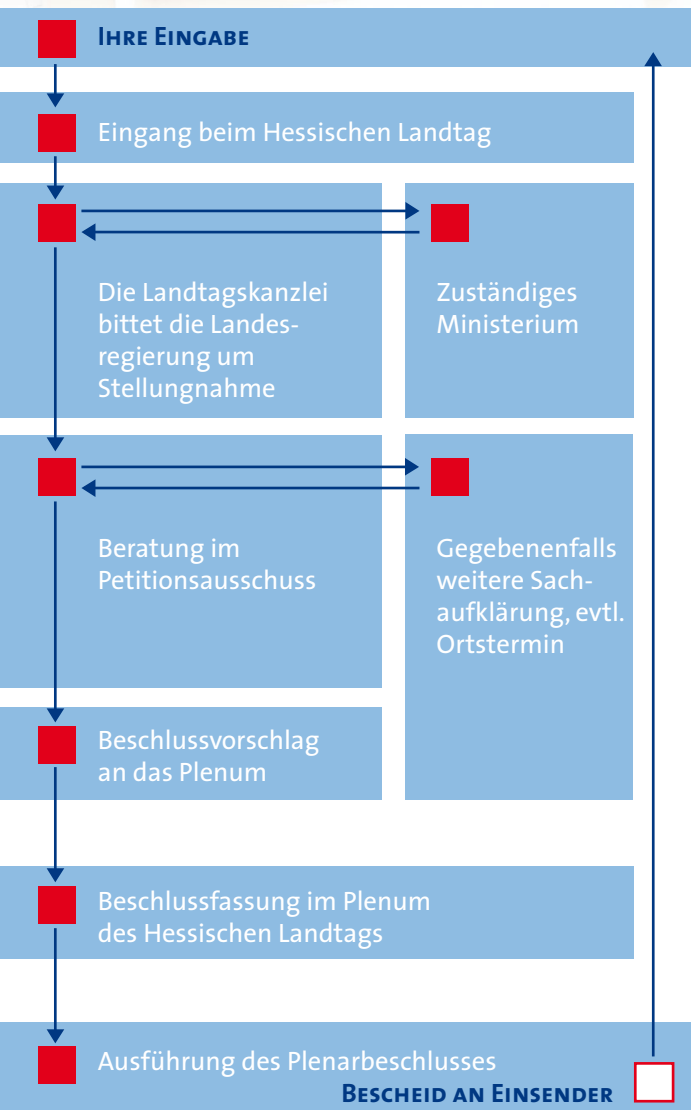 Ihre Eingabe
Eingang beim Hessischen Landtag
Die Landtagskanzlei
bittet die Landes-
regierung um
Stellungnahme
Zuständiges
Ministerium
Beratung im
Petitionsausschuss
Gegebenenfalls
weitere Sach-
aufklärung, evtl.
Ortstermin
Beschlussvorschlag
an das Plenum
Beschlussfassung im Plenum
des Hessischen Landtags
Ausführung des Plenarbeschlusses
Bescheid an Einsender